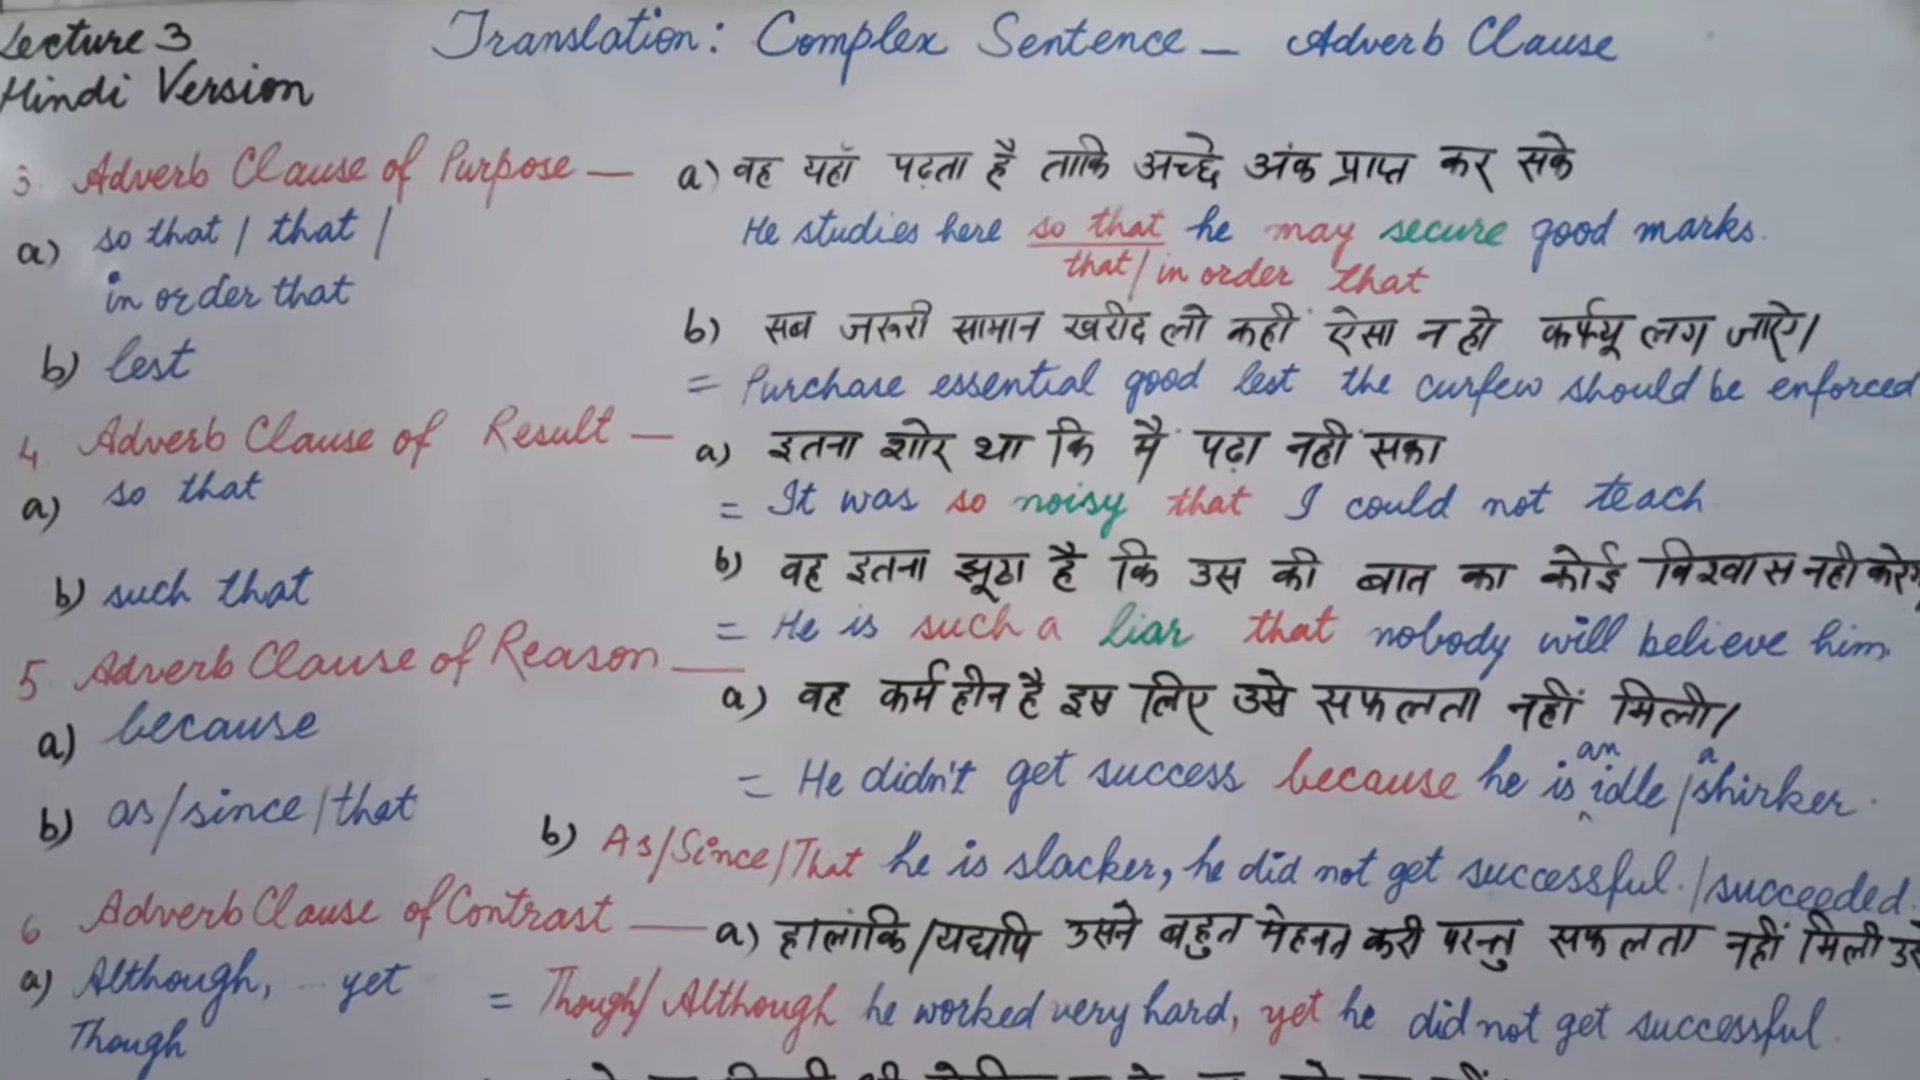 Lecture 3 Translation: Complex Sentence - Adverb Clause
Hindi Version
3. Adverb Clause of Purpose — a) वह यहाँ पढ़ता है ताकि अच्छे अंक प्राप्त कर सके
a) so that / that / He studies here so that he may secure good marks.
that / in order that
in order that
b) सब जरूरी सामान खरीद लो कहीं ऐसा न हो कर्फ्यू लग जाऐ।
b) lest = Purchase essential good lest the curfew should be enforced
4 Adverb Clause of Result — a) इतना शोर था कि मैं पढ़ा नहीं सका
a) so that = It was so noisy that I could not teach
b) वह इतना झूठा है कि उस की बात का कोई विश्वास नहीं
b) such that = He is such a liar that nobody will believe him.
5 Adverb Clause of Reason — a) वह कर्म हीन है इस लिए उसे सफलता नहीं मिली।
a) because an a
= He didn't get success because he is ^ idle / shirker.
b) as/since/that b) As/Since/That he is slacker, he did not get successful. / succeeded.
6 Adverb Clause of Contrast — a) हालांकि/यद्यपि उसने बहुत मेहनत करी परन्तु सफलता नहीं मिली
a) Although, ... yet = Though/Although he worked very hard, yet he did not get successful.
Though